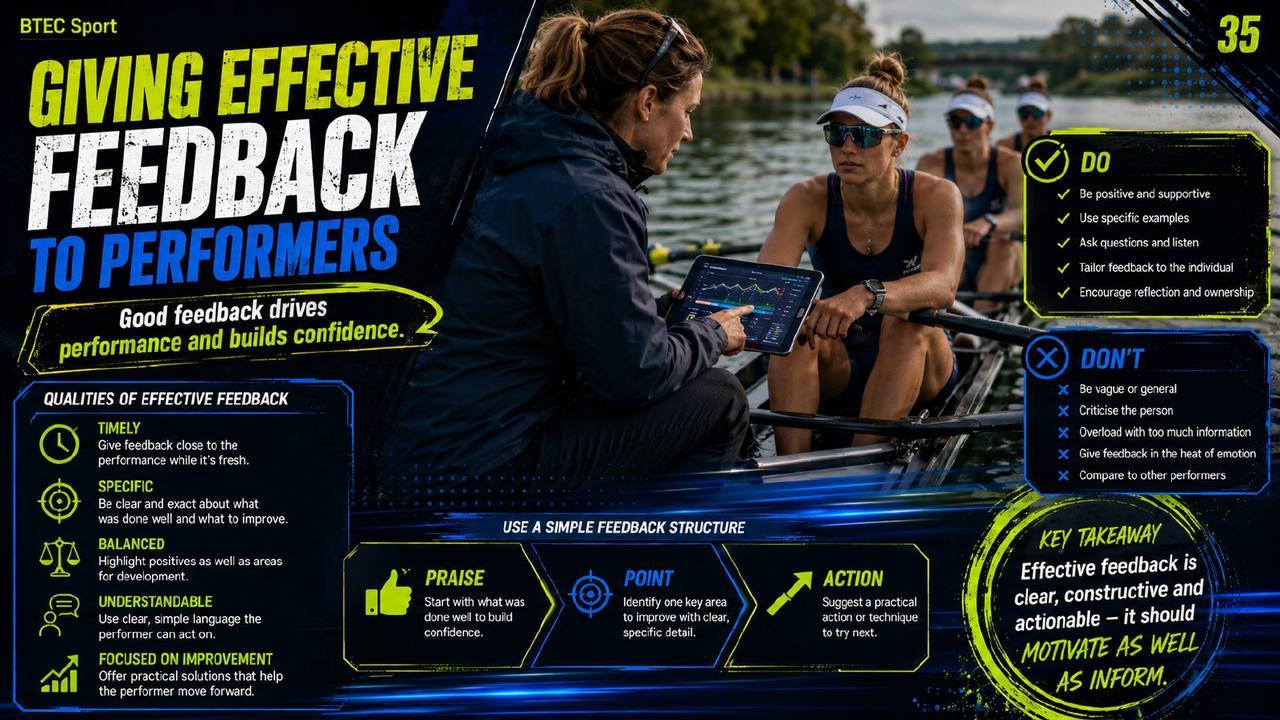 BTEC Sport
35
GIVING EFFECTIVE
FEEDBACK
TO PERFORMERS
Good feedback drives
performance and builds confidence.
QUALITIES OF EFFECTIVE FEEDBACK
TIMELY
Give feedback close to the
performance while it's fresh.
SPECIFIC
Be clear and exact about what
was done well and what to improve.
BALANCED
Highlight positives as well as areas
for development.
UNDERSTANDABLE
Use clear, simple language the
performer can act on.
FOCUSED ON IMPROVEMENT
Offer practical solutions that help
the performer move forward.
USE A SIMPLE FEEDBACK STRUCTURE
PRAISE
Start with what was
done well to build
confidence.
POINT
Identify one key area
to improve with clear,
specific detail.
ACTION
Suggest a practical
action or technique
to try next.
DO
Be positive and supportive
Use specific examples
Ask questions and listen
Tailor feedback to the individual
Encourage reflection and ownership
DON'T
Be vague or general
Criticise the person
Overload with too much information
Give feedback in the heat of emotion
Compare to other performers
KEY TAKEAWAY
Effective feedback is
clear, constructive and
actionable – it should
MOTIVATE AS WELL
AS INFORM.